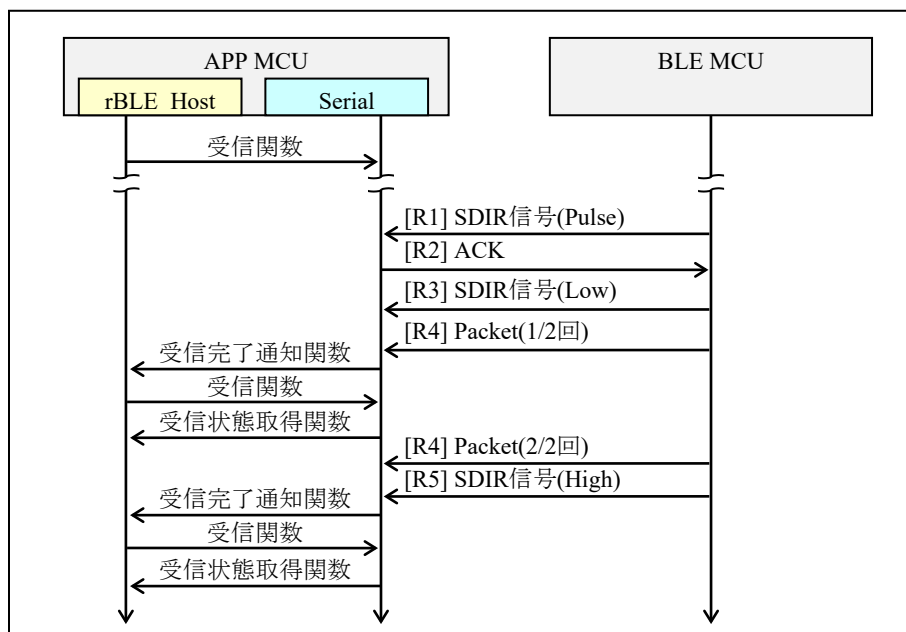 APP MCU
BLE MCU
rBLE_Host
Serial
受信関数
[R1] SDIR信号(Pulse)
[R2] ACK
[R3] SDIR信号(Low)
[R4] Packet(1/2回)
受信完了通知関数
受信関数
受信状態取得関数
[R4] Packet(2/2回)
[R5] SDIR信号(High)
受信完了通知関数
受信関数
受信状態取得関数